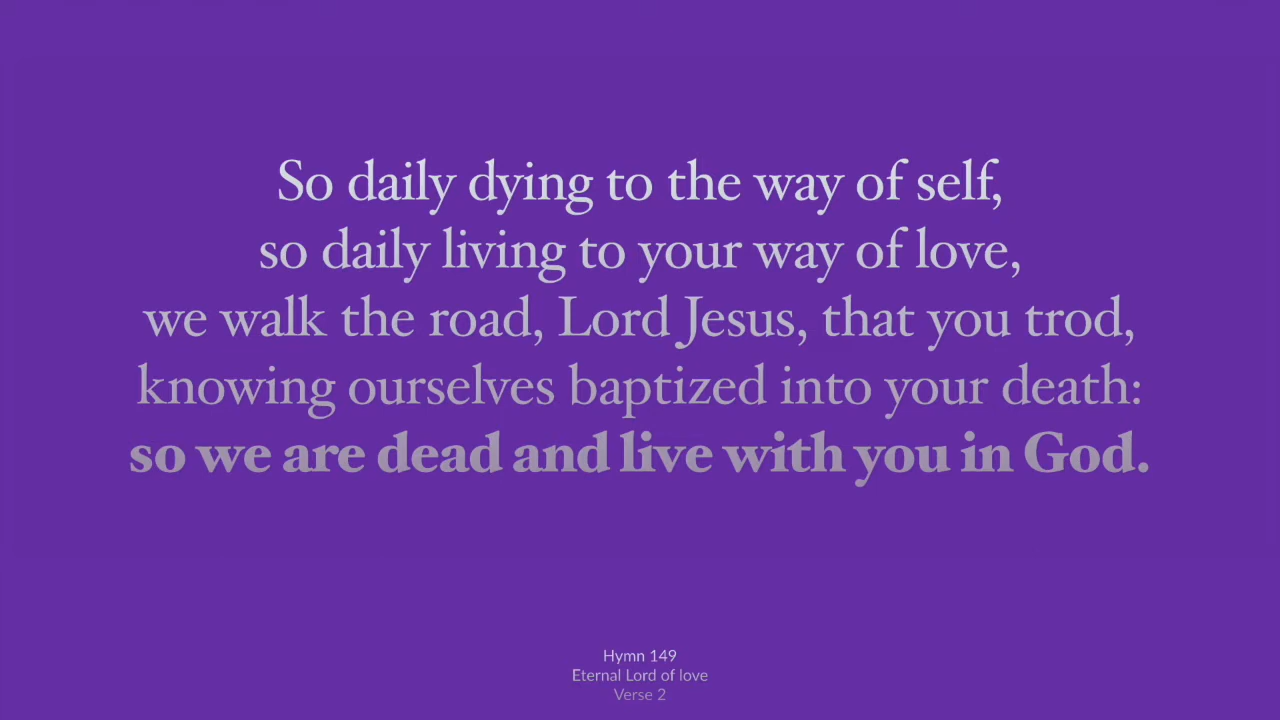 So daily dying to the way of self,
so daily living to your way of love,
we walk the road, Lord Jesus, that you trod,
knowing ourselves baptized into your death:
so we are dead and live with you in God.
Hymn 149
Eternal Lord of love
Verse 2